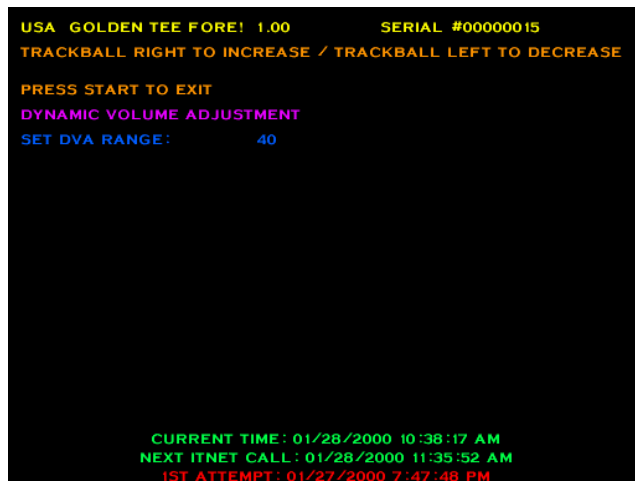 USA GOLDEN TEE FORE! 1.00 SERIAL #00000015
TRACKBALL RIGHT TO INCREASE / TRACKBALL LEFT TO DECREASE
PRESS START TO EXIT
DYNAMIC VOLUME ADJUSTMENT
SET DVA RANGE: 40
CURRENT TIME: 01/28/2000 10:38:17 AM
NEXT ITNET CALL: 01/28/2000 11:35:52 AM
1ST ATTEMPT: 01/27/2000 7:47:48 PM